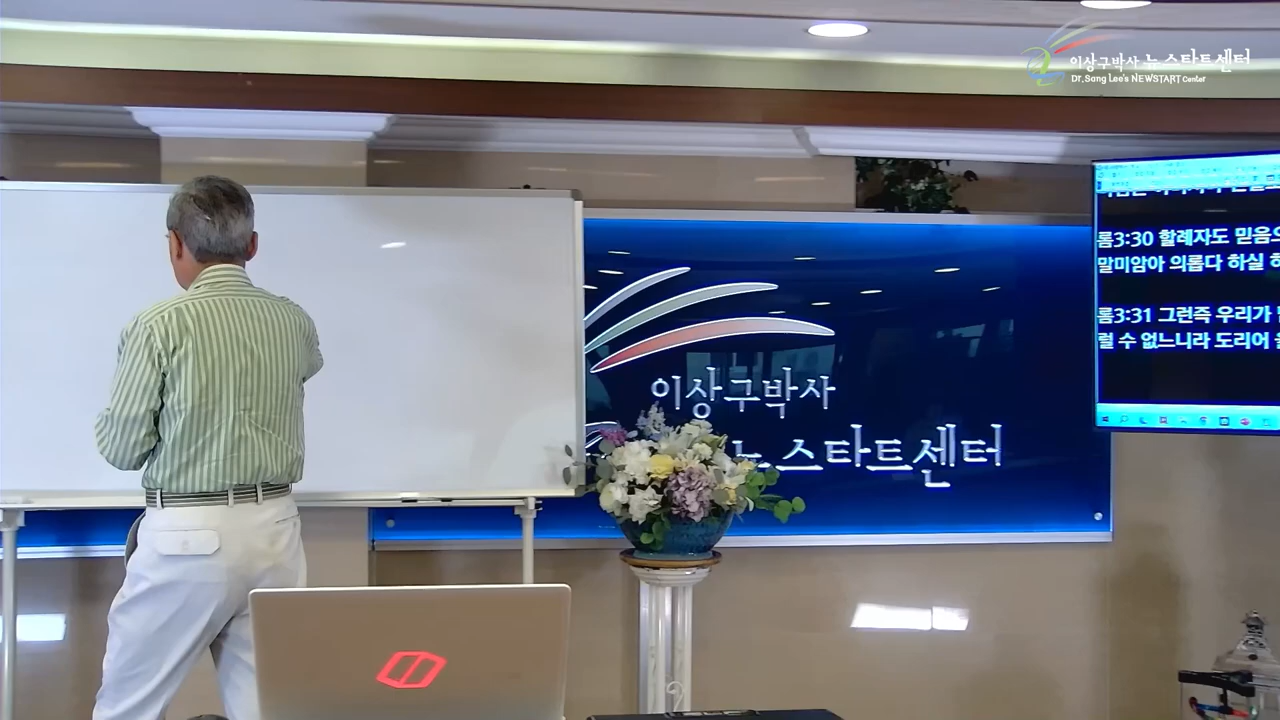 이상구박사 뉴스타트센터
Dr. Sang Lee's NEWSTART Center
롬3:30 할례자도
말미암아 의롭다 하실
롬3:31 그런즉 우리가
럴 수 없느니라 도리어
이상구박사
뉴스타트센터